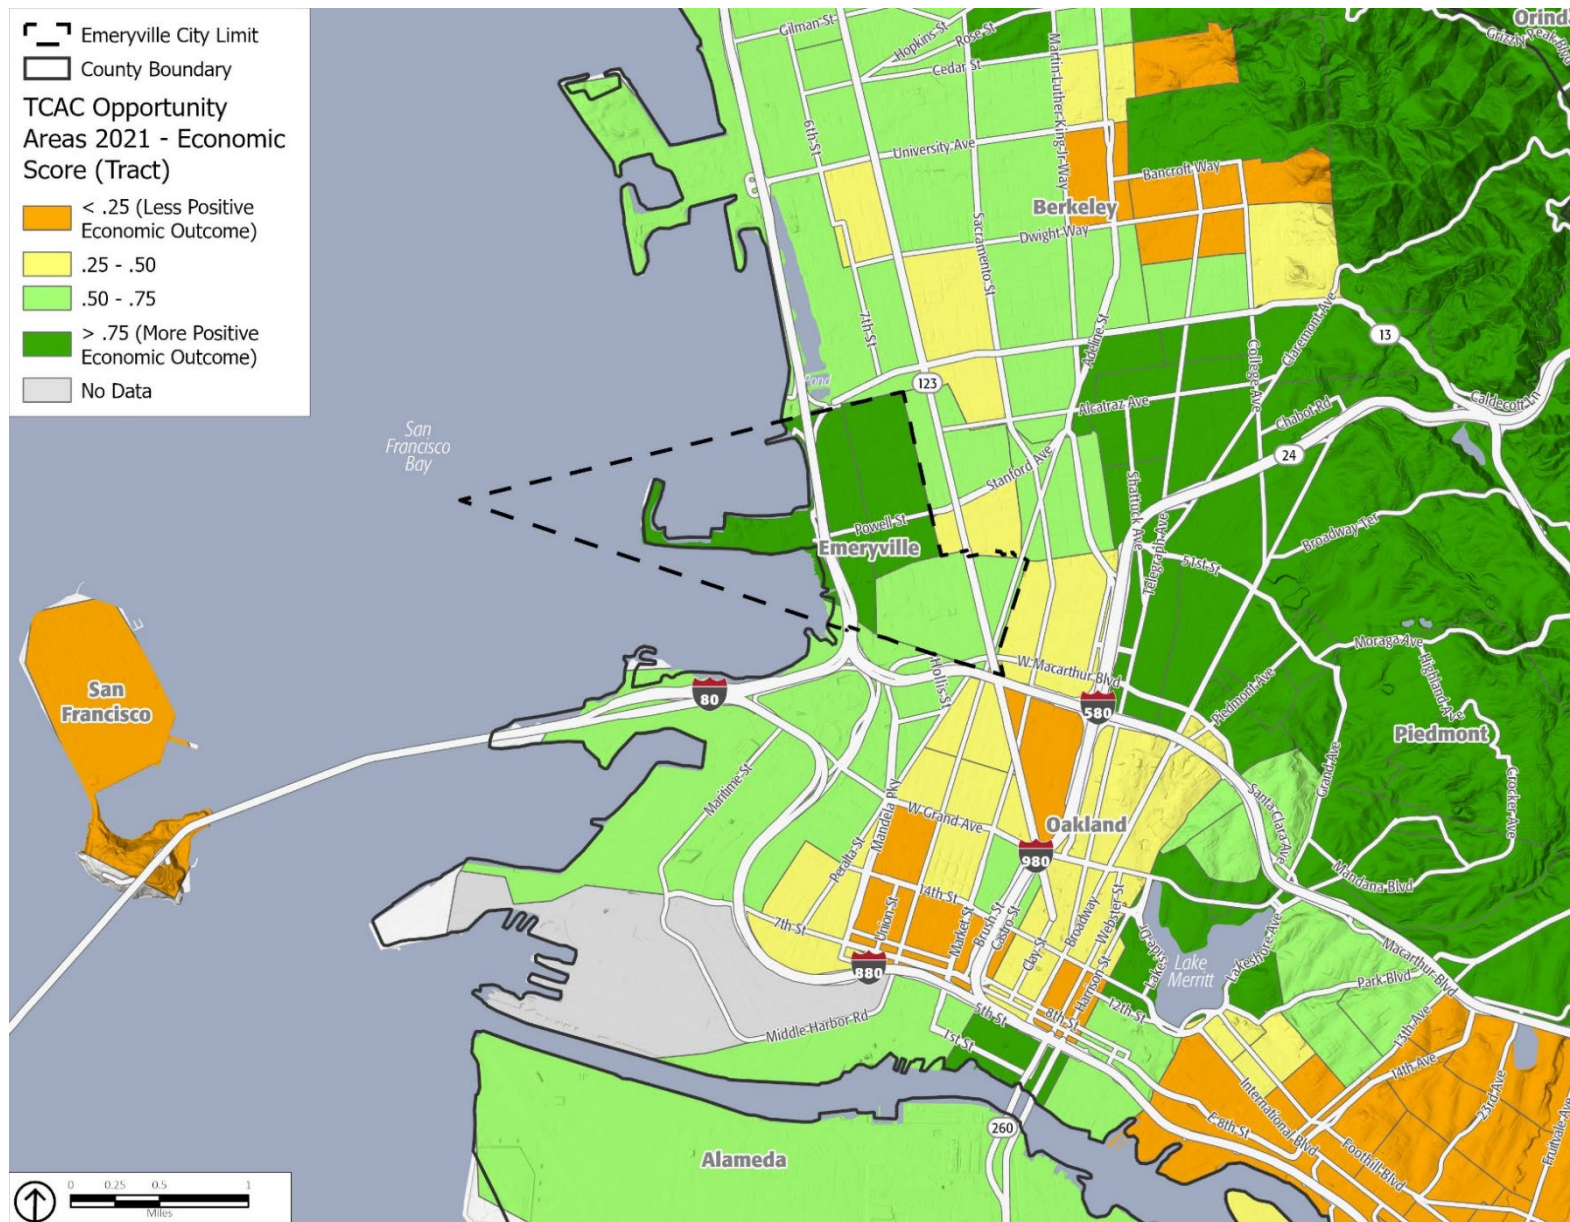 Emeryville City Limit
County Boundary
TCAC Opportunity
Areas 2021 - Economic
Score (Tract)
< .25 (Less Positive
Economic Outcome)
.25 - .50
.50 - .75
> .75 (More Positive
Economic Outcome)
No Data
Gilman St
Hopkins St
Rose St
Cedar St
Martin Luther King Jr Way
Orinda
Grizzly Peak Blvd
6th St
University Ave
Bancroft Way
Berkeley
Dwight Way
Sacramento St
7th St
Adeline St
College Ave
Claremont Ave
13
Pond
123
Alcatraz Ave
Chabot Rd
Caldecott Ln
San
Francisco
Bay
24
Stanford Ave
Shattuck Ave
Telegraph Ave
Powell St
Emeryville
Broadway Ter
51st St
Moraga Ave
Highland Ave
San
Francisco
Hollis St
W Macarthur Blvd
Piedmont Ave
80
580
Piedmont
Grand Ave
Crocker Ave
Maritime St
Mandela Pky
W Grand Ave
Santa Clara Ave
Oakland
Peralta St
980
Mandana Blvd
14th St
7th St
Union St
Market St
Brush St
Castro St
Clay St
Broadway
Webster St
Harrison St
Lakeside Dr
Lake
Merritt
Lakeshore Ave
Macarthur Blvd
Park Blvd
880
5th St
8th St
12th St
Middle Harbor Rd
1st St
13th Ave
14th Ave
23rd Ave
Fruitvale Ave
International Blvd
E 8th St
Foothill Blvd
260
Alameda
0 0.25 0.5 1
Miles